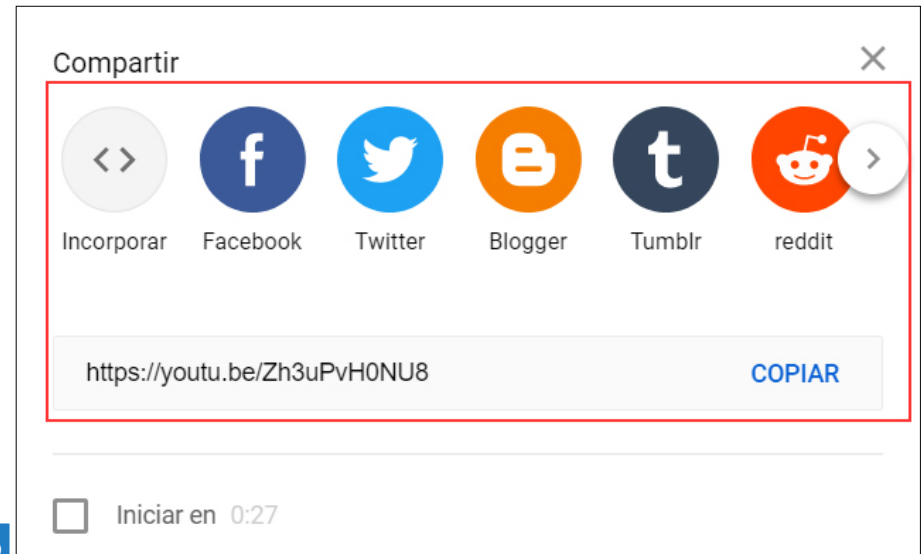 Compartir
Incorporar Facebook Twitter Blogger Tumblr reddit
https://youtu.be/Zh3uPvH0NU8 COPIAR
Iniciar en 0:27